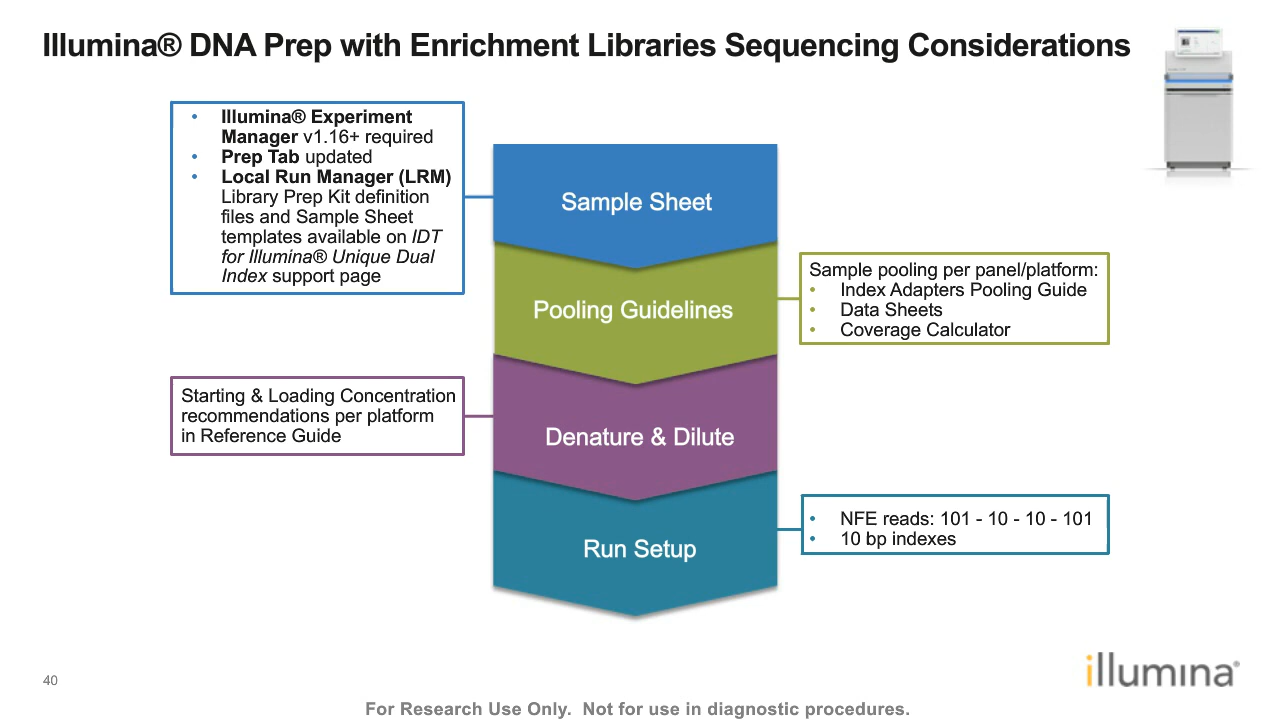 Illumina® DNA Prep with Enrichment Libraries Sequencing Considerations
• Illumina® Experiment
Manager v1.16+ required
• Prep Tab updated
• Local Run Manager (LRM)
Library Prep Kit definition
files and Sample Sheet
templates available on IDT
for Illumina® Unique Dual
Index support page
Sample Sheet
Pooling Guidelines
Sample pooling per panel/platform:
• Index Adapters Pooling Guide
• Data Sheets
• Coverage Calculator
Starting & Loading Concentration
recommendations per platform
in Reference Guide
Denature & Dilute
Run Setup
• NFE reads: 101 - 10 - 10 - 101
• 10 bp indexes
40
illumina®
For Research Use Only. Not for use in diagnostic procedures.